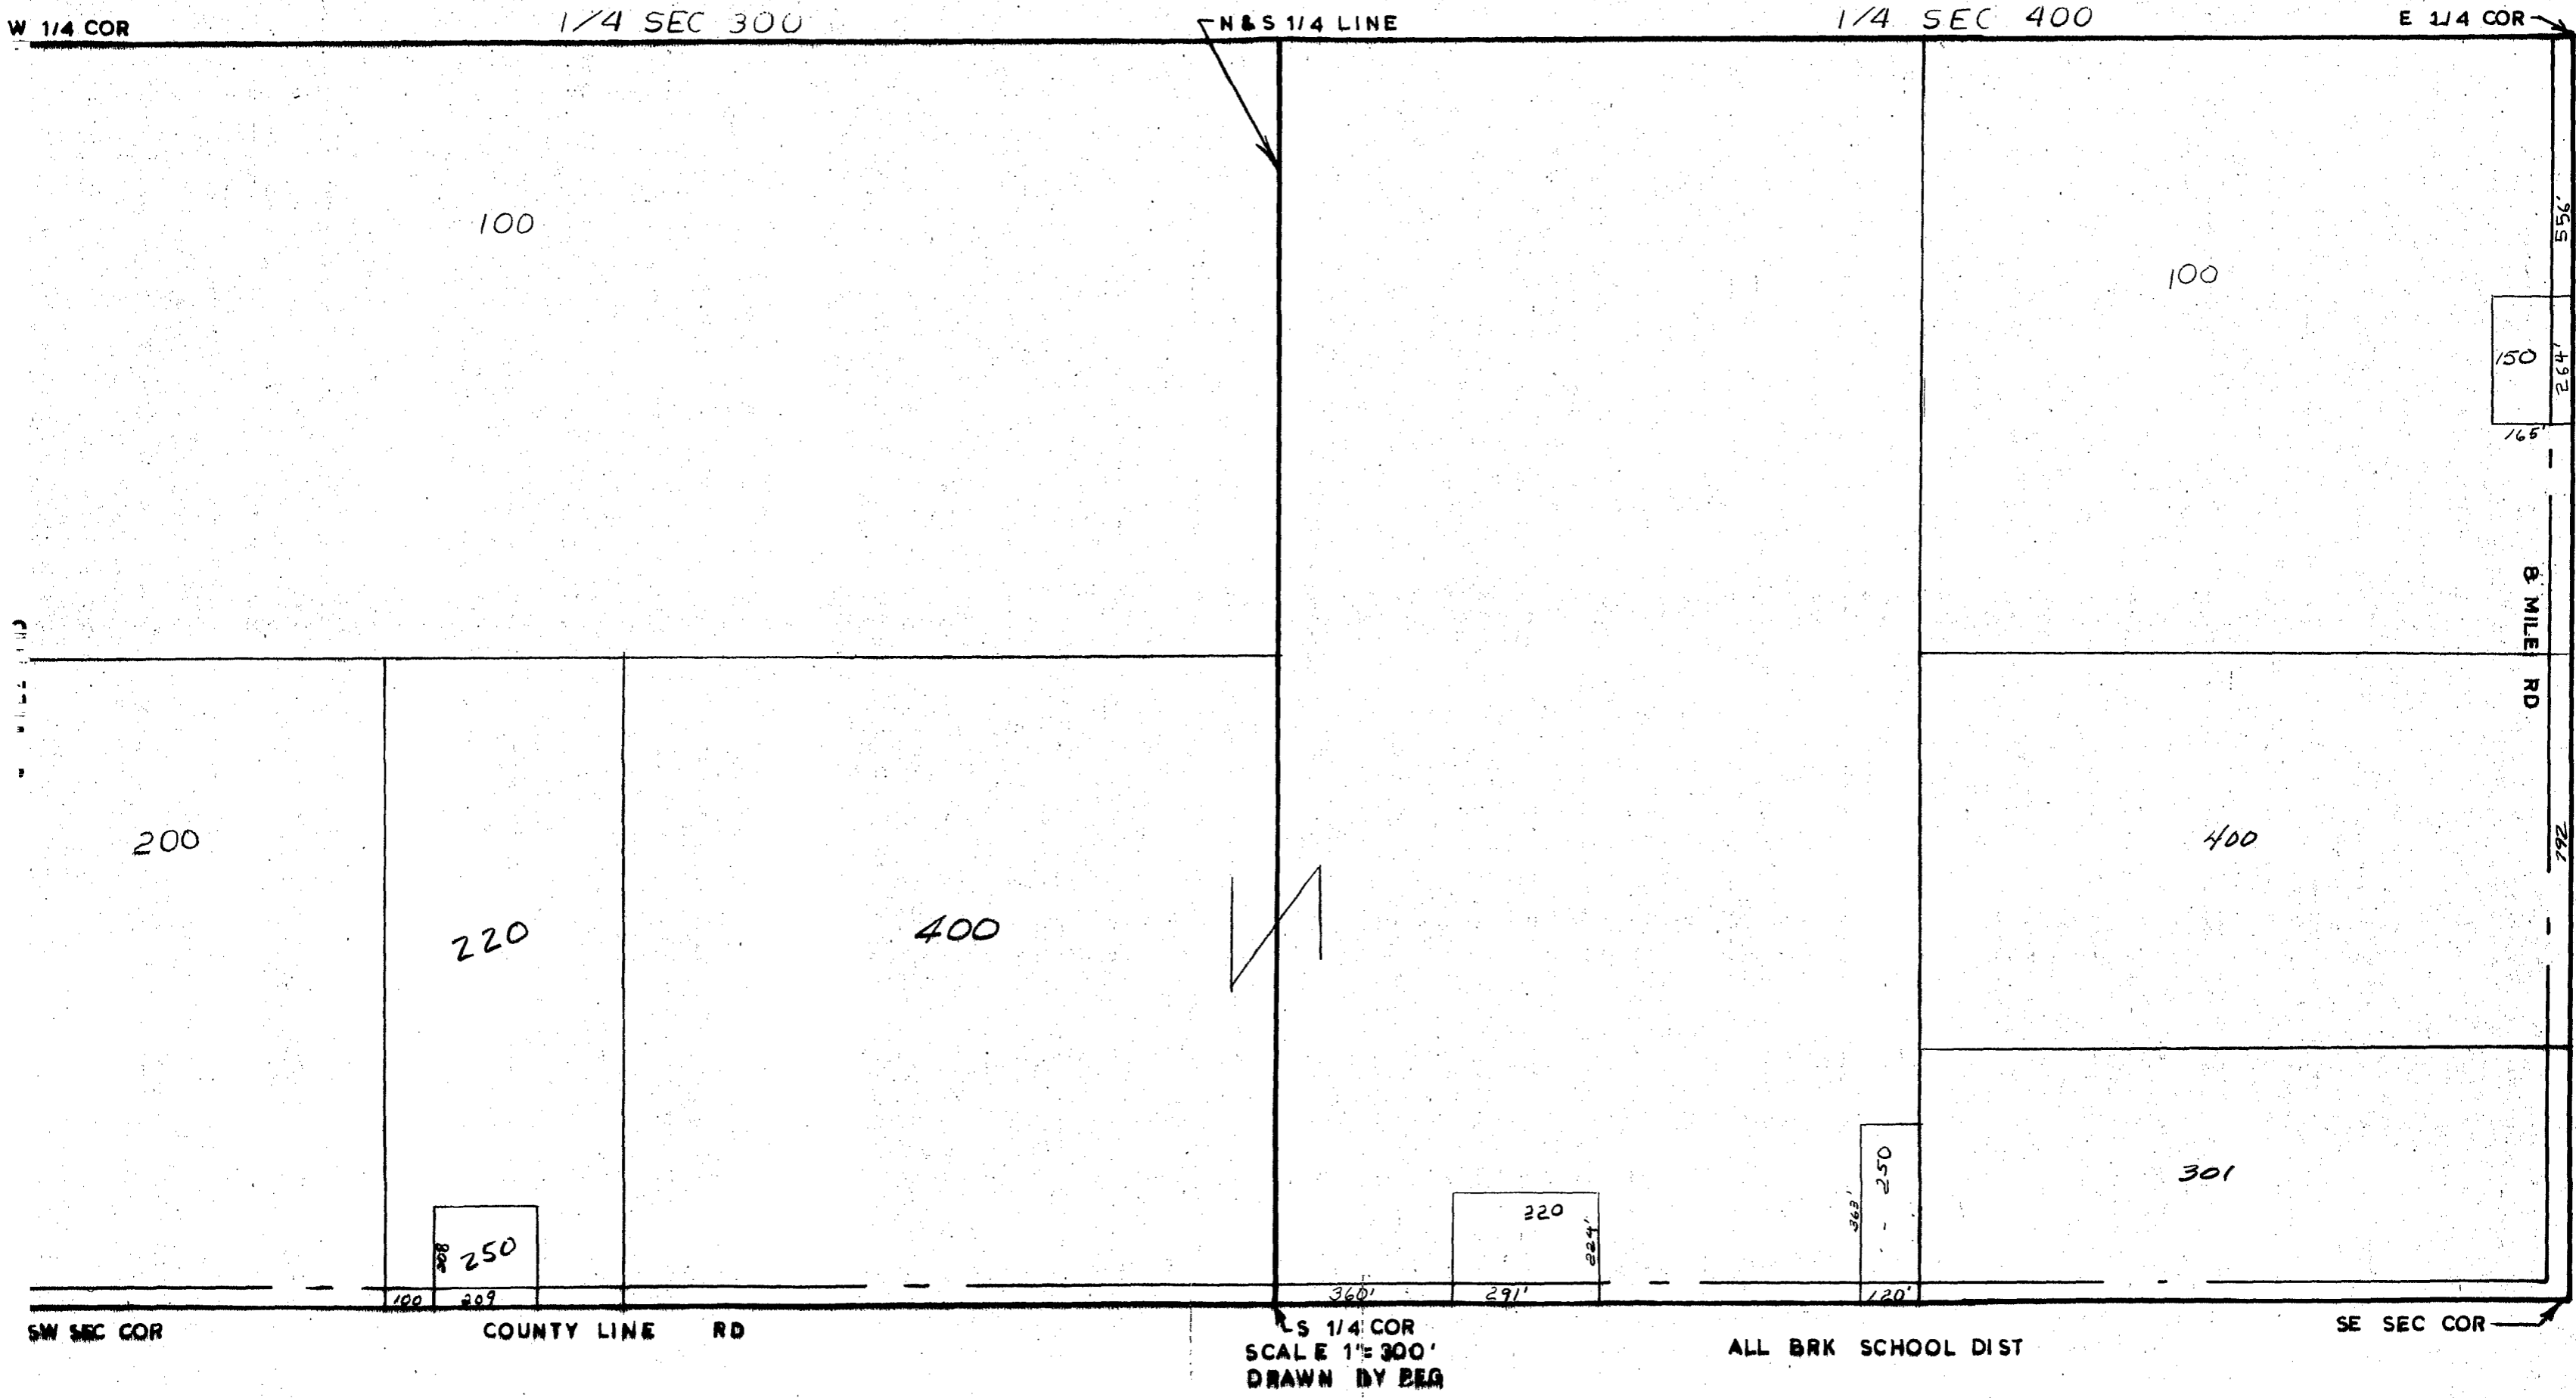 W 1/4 COR
1/4 SEC 300
N & S 1/4 LINE
1/4 SEC 400
E 1/4 COR
100
100
556'
150
264'
165'
8 MILE RD
200
220
400
400
792
301
250
208
100
209
220
224'
360'
291'
250
363'
120'
SW SEC COR
COUNTY LINE RD
S 1/4 COR
SCALE 1"=300'
DRAWN BY
ALL BRK SCHOOL DIST
SE SEC COR